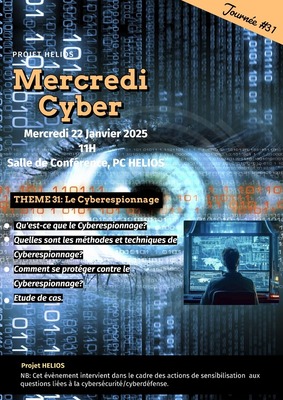 Journée #31
PROJET HELIOS
Mercredi
Cyber
Mercredi 22 Janvier 2025
11H
Salle de Conférence, PC HELIOS
THEME 31: Le Cyberespionnage
Qu'est-ce que le Cyberespionnage?
Quelles sont les méthodes et techniques de
Cyberespionnage?
Comment se protéger contre le
Cyberespionnage?
Etude de cas.
Projet HELIOS
NB: Cet événement intervient dans le cadre des actions de sensibilisation aux
questions liées à la cybersécurité/cyberdéfense.